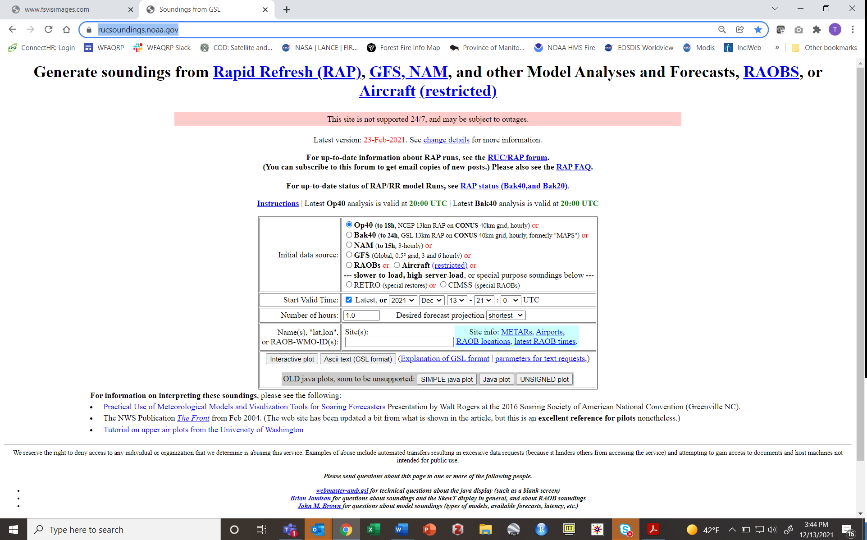 www.fsvisimages.com
Soundings from GSL
rucsoundings.noaa.gov
ConnectHR: Login
WFAPRP
WFAPRP Slack
COD: Satellite and...
NASA | LANCE | FIR...
Forest Fire Info Map
Province of Manito...
NOAA HMS Fire
EOSDIS Worldview
Modis
IncWeb
»
Other bookmarks
Generate soundings from Rapid Refresh (RAP), GFS, NAM, and other Model Analyses and Forecasts, RAOBS, or
Aircraft (restricted)
This site is not supported 24/7, and may be subject to outages.
Latest version: 23-Feb-2021. See change details for more information.
For up-to-date information about RAP runs, see the RUC/RAP forum.
(You can subscribe to this forum to get email copies of new posts.) Please also see the RAP FAQ.
For up-to-date status of RAP/RR model Runs, see RAP status (Bak40,and Bak20).
Instructions | Latest Op40 analysis is valid at 20:00 UTC | Latest Bak40 analysis is valid at 20:00 UTC
Initial data source:
Op40 (to 18h, NCEP 13km RAP on CONUS 40km grid, hourly) or
Bak40 (to 24h, GSL 13km RAP on CONUS 40km grid, hourly, formerly "MAPS") or
NAM (to 15h, 3-hourly) or
GFS (Global, 0.5° grid, 3 and 6 hourly) or
RAOBs or Aircraft (restricted) or
--- slower to load, high server load, or special purpose soundings below ---
RETRO (special restores) or CIMSS (special RAOBs)
Start Valid Time: Latest, or 2021 Dec 13 - 21 : 0 UTC
Number of hours: 1.0 Desired forecast projection shortest
Name(s), "lat,lon",
or RAOB-WMO-ID(s):
Site(s):
Site info: METARs, Airports,
RAOB locations, latest RAOB times.
Interactive plot Ascii text (GSL format) (Explanation of GSL format | parameters for text requests.)
OLD java plots, soon to be unsupported: SIMPLE java plot Java plot UNSIGNED plot
For information on interpreting these soundings, please see the following:
Practical Use of Meteorological Models and Visulization Tools for Soaring Forecasters Presentation by Walt Rogers at the 2016 Soaring Society of American National Convention (Greenville NC).
The NWS Publication The Front from Feb 2004. (The web site has been updated a bit from what is shown in the article, but this is an excellent reference for pilots nonetheless.)
Tutorial on upper air plots from the University of Washington
We reserve the right to deny access to any individual or organization that we determine is abusing this service. Examples of abuse include automated transfers resulting in excessive data requests (because it hinders others from accessing the service) and attempting to gain access to documents and host machines not
intended for public use.
Please send questions about this page to one or more of the following people.
webmaster-amb.gsl for technical questions about the java display (such as a blank screen)
Brian Jamison for questions about soundings and the SkewT display in general, and about RAOB soundings
John M. Brown for questions about model soundings (types of models, available forecasts, latency, etc.)
Type here to search
42°F
3:44 PM
12/13/2021